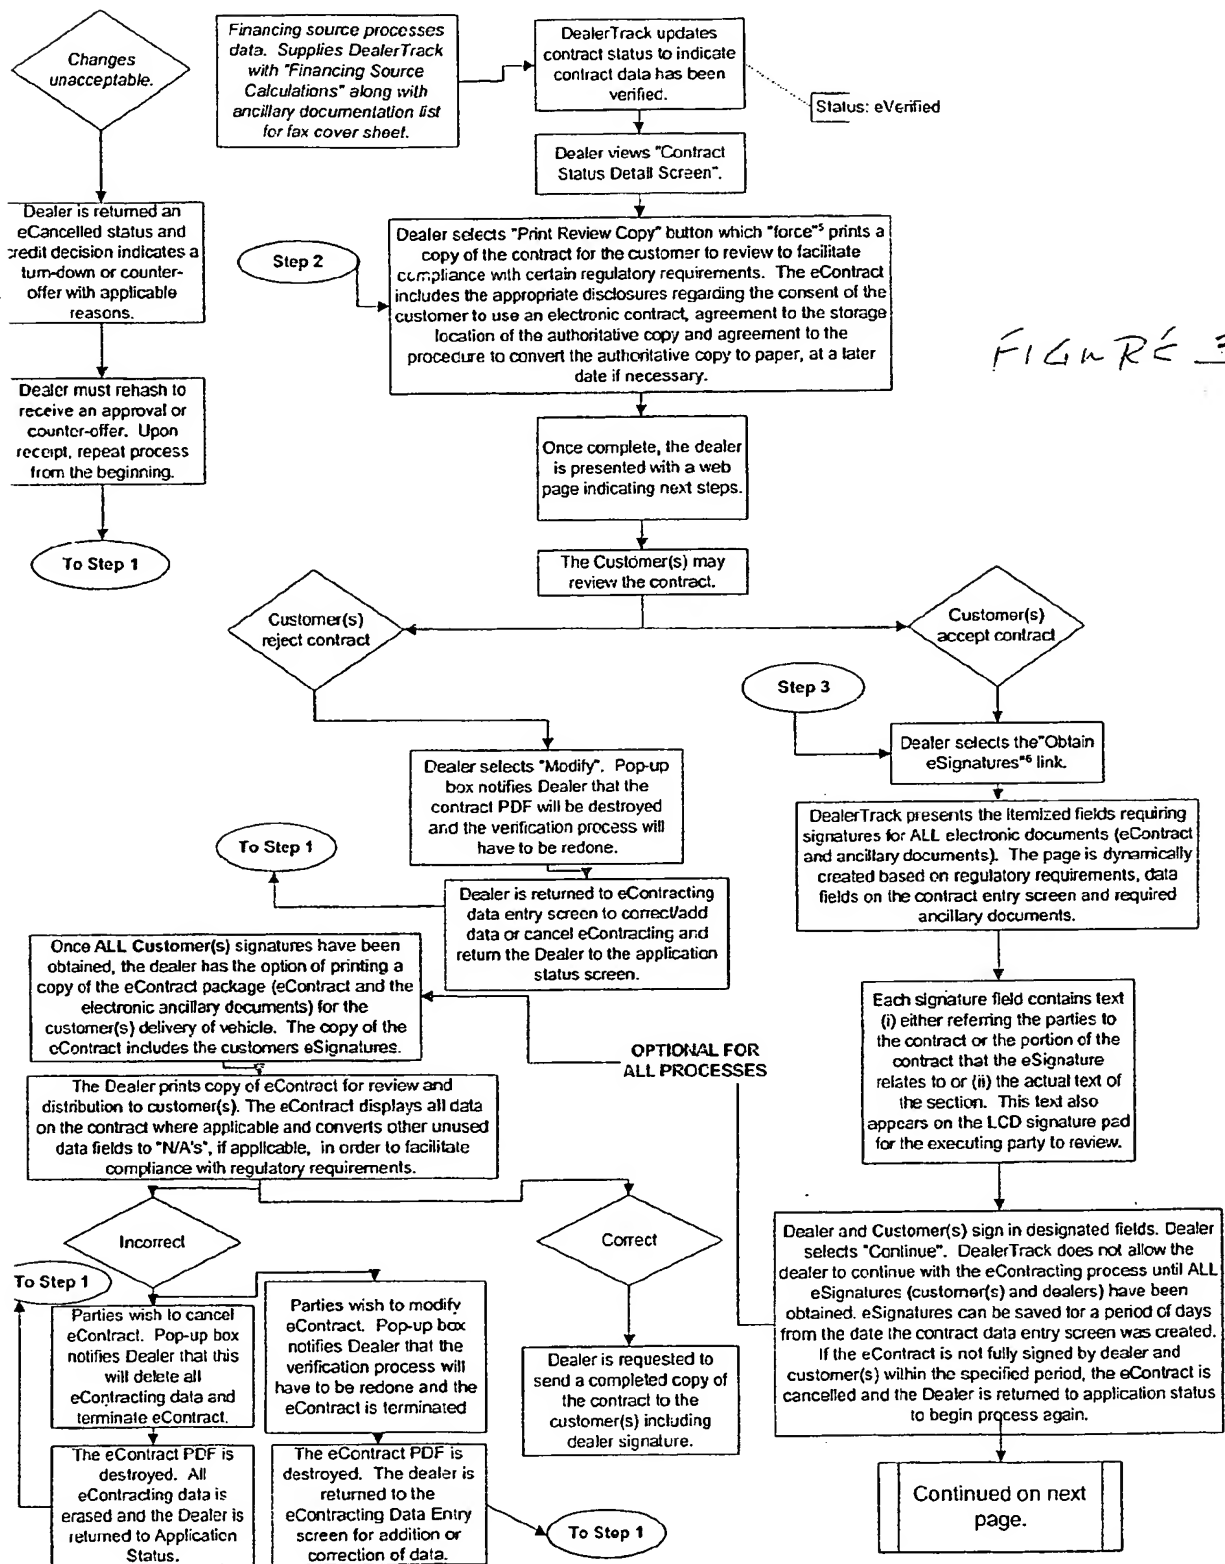 Changes
unacceptable.
Financing source processes
data. Supplies DealerTrack
with "Financing Source
Calculations" along with
ancillary documentation list
for fax cover sheet.
DealerTrack updates
contract status to indicate
contract data has been
verified.
Status: eVerified
Dealer views "Contract
Status Detail Screen".
Dealer is returned an
eCancelled status and
credit decision indicates a
turn-down or counter-
offer with applicable
reasons.
Step 2
Dealer selects "Print Review Copy" button which "force"⁵ prints
a copy of the contract for the customer to review to facilitate
compliance with certain regulatory requirements. The eContract
includes the appropriate disclosures regarding the consent of the
customer to use an electronic contract, agreement to the storage
location of the authoritative copy and agreement to the
procedure to convert the authoritative copy to paper, at a later
date if necessary.
FIGURE 3
Dealer must rehash to
receive an approval or
counter-offer. Upon
receipt, repeat process
from the beginning.
To Step 1
Once complete, the dealer
is presented with a web
page indicating next steps.
The Customer(s) may
review the contract.
Customer(s)
reject contract
Customer(s)
accept contract
Step 3
Dealer selects the"Obtain
eSignatures"⁶ link.
Dealer selects "Modify". Pop-up
box notifies Dealer that the
contract PDF will be destroyed
and the verification process will
have to be redone.
To Step 1
Dealer is returned to eContracting
data entry screen to correct/add
data or cancel eContracting and
return the Dealer to the application
status screen.
DealerTrack presents the itemized fields requiring
signatures for ALL electronic documents (eContract
and ancillary documents). The page is dynamically
created based on regulatory requirements, data
fields on the contract entry screen and required
ancillary documents.
Once ALL Customer(s) signatures have been
obtained, the dealer has the option of printing a
copy of the eContract package (eContract and the
electronic ancillary documents) for the
customer(s) delivery of vehicle. The copy of the
eContract includes the customers eSignatures.
OPTIONAL FOR
ALL PROCESSES
Each signature field contains text
(i) either referring the parties to
the contract or the portion of the
contract that the eSignature
relates to or (ii) the actual text of
the section. This text also
appears on the LCD signature pad
for the executing party to review.
The Dealer prints copy of eContract for review and
distribution to customer(s). The eContract displays all data
on the contract where applicable and converts other unused
data fields to "N/A's", if applicable, in order to facilitate
compliance with regulatory requirements.
Incorrect
Correct
To Step 1
Parties wish to cancel
eContract. Pop-up box
notifies Dealer that this
will delete all
eContracting data and
terminate eContract.
Parties wish to modify
eContract. Pop-up box
notifies Dealer that the
verification process will
have to be redone and the
eContract is terminated
Dealer is requested to
send a completed copy of
the contract to the
customer(s) including
dealer signature.
Dealer and Customer(s) sign in designated fields. Dealer
selects "Continue". DealerTrack does not allow the
dealer to continue with the eContracting process until ALL
eSignatures (customer(s) and dealers) have been
obtained. eSignatures can be saved for a period of days
from the date the contract data entry screen was created.
If the eContract is not fully signed by dealer and
customer(s) within the specified period, the eContract is
cancelled and the Dealer is returned to application status
to begin process again.
The eContract PDF is
destroyed. All
eContracting data is
erased and the Dealer is
returned to Application
Status.
The eContract PDF is
destroyed. The dealer is
returned to the
eContracting Data Entry
screen for addition or
correction of data.
To Step 1
Continued on next
page.